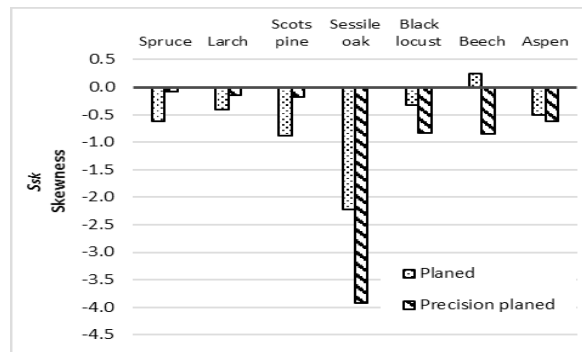 Spruce Larch Scots pine Sessile oak Black locust Beech Aspen
0.5
0.0
-0.5
-1.0
-1.5
-2.0
-2.5
-3.0
-3.5
-4.0
-4.5
Ssk
Skewness
Planed
Precision planed